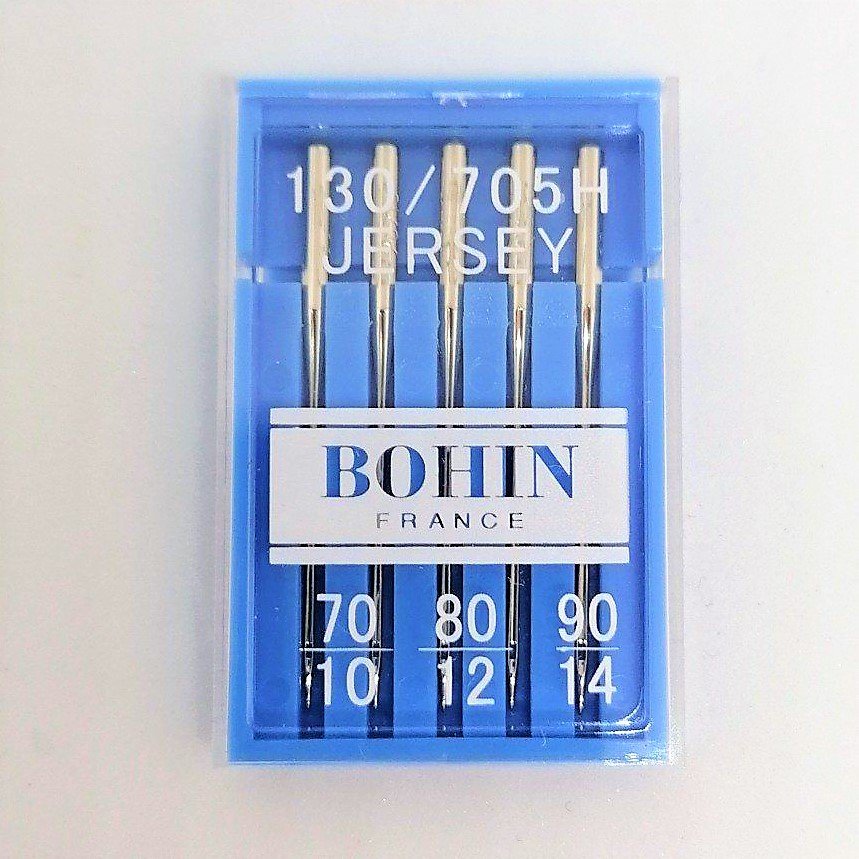 130/705H
JERSEY
BOHIN
FRANCE
70 80 90
10 12 14